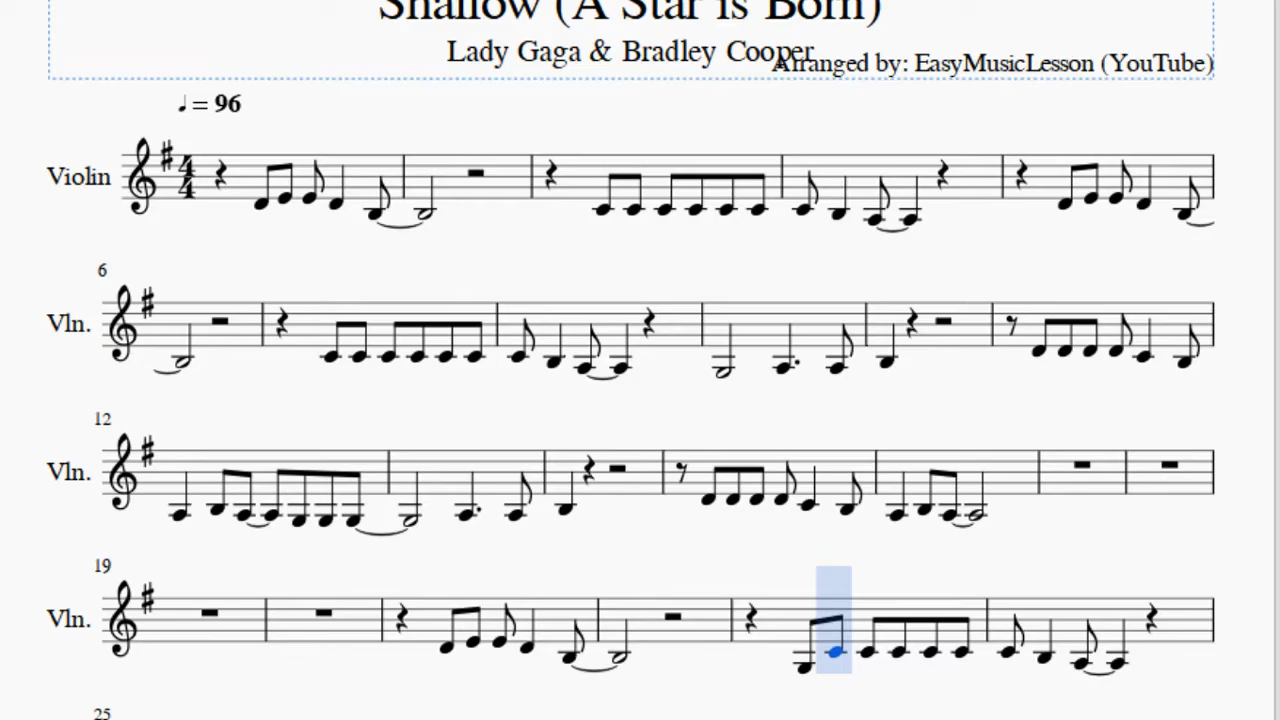 Shallow (A Star is Born)
Lady Gaga & Bradley Cooper
Arranged by: EasyMusicLesson (YouTube)
♩ = 96
Violin
6
Vln.
12
Vln.
19
Vln.
25